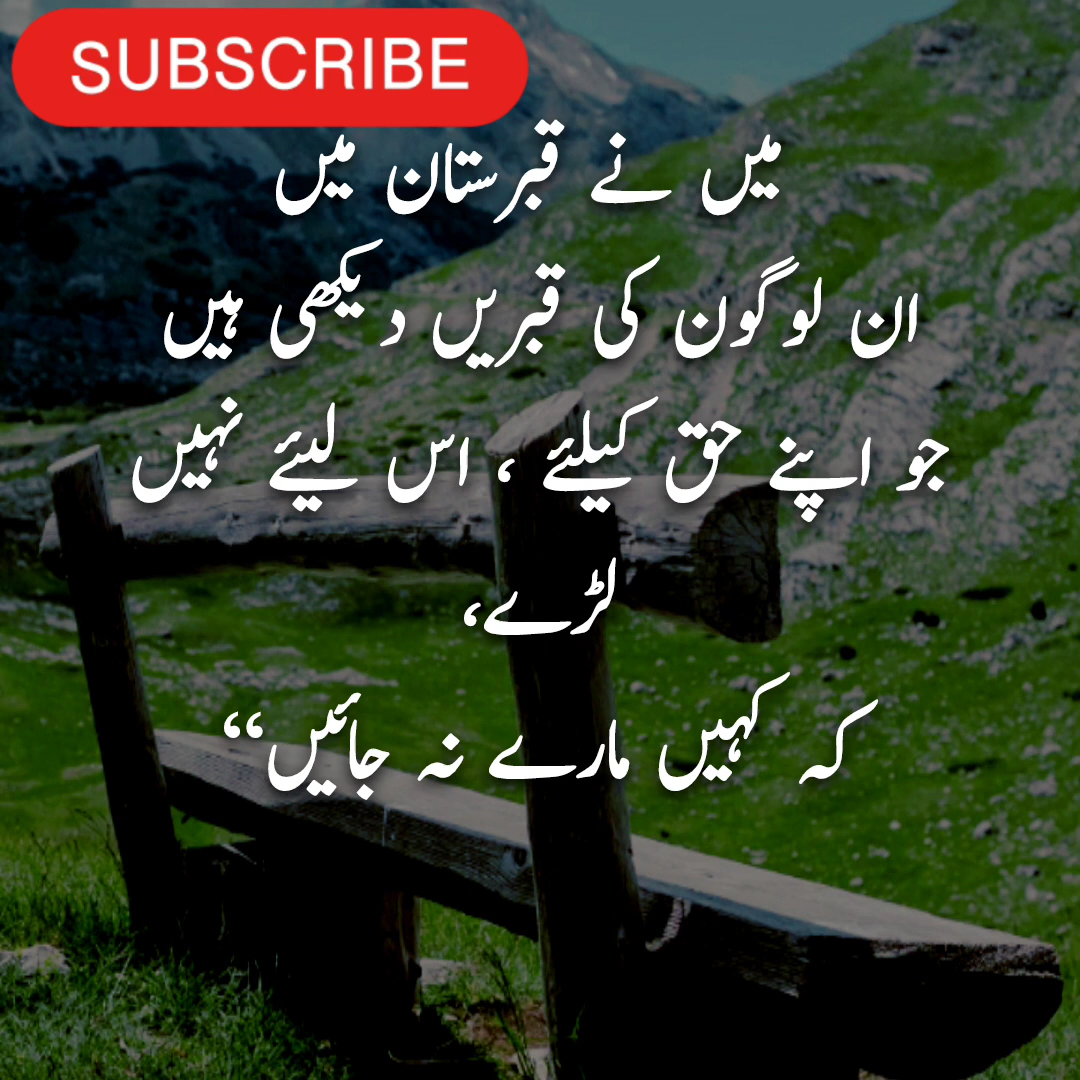 SUBSCRIBE
میں نے قبرستان میں
ان لوگون کی قبریں دیکھی ہیں
جو اپنے حق کیلئے ، اس لیئے نہیں
لڑے،
کہ کہیں مارے نہ جائیں“